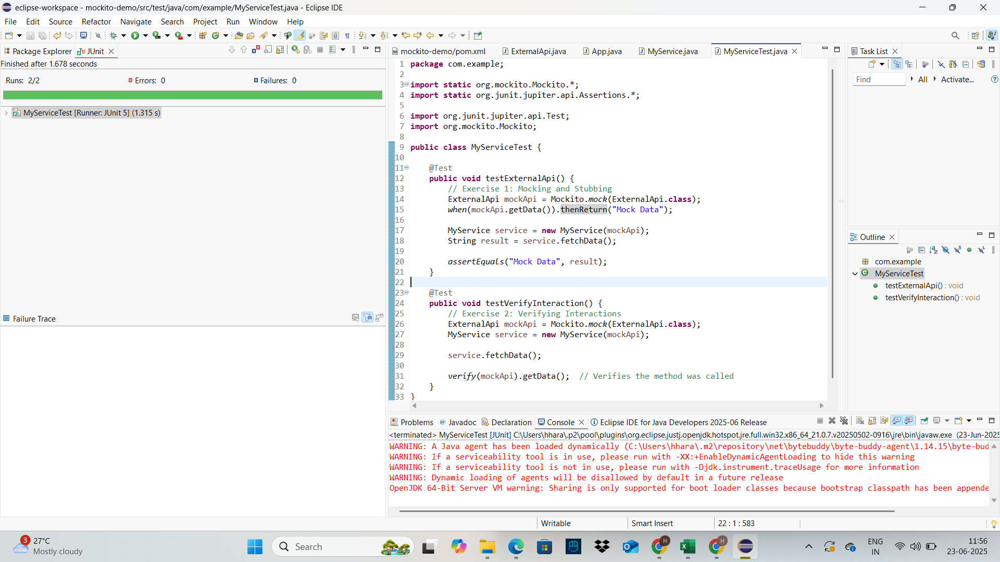 eclipse-workspace - mockito-demo/src/test/java/com/example/MyServiceTest.java - Eclipse IDE
File Edit Source Refactor Navigate Search Project Run Window Help
Package Explorer JUnit
Finished after 1.678 seconds
Runs: 2/2 Errors: 0 Failures: 0
MyServiceTest [Runner: JUnit 5] (1.315 s)
Failure Trace
mockito-demo/pom.xml ExternalApi.java App.java MyService.java MyServiceTest.java
1 package com.example;
2
3 import static org.mockito.Mockito.*;
4 import static org.junit.jupiter.api.Assertions.*;
5
6 import org.junit.jupiter.api.Test;
7 import org.mockito.Mockito;
8
9 public class MyServiceTest {
10
11 @Test
12 public void testExternalApi() {
13 // Exercise 1: Mocking and Stubbing
14 ExternalApi mockApi = Mockito.mock(ExternalApi.class);
15 when(mockApi.getData()).thenReturn("Mock Data");
16
17 MyService service = new MyService(mockApi);
18 String result = service.fetchData();
19
20 assertEquals("Mock Data", result);
21 }
22
23 @Test
24 public void testVerifyInteraction() {
25 // Exercise 2: Verifying Interactions
26 ExternalApi mockApi = Mockito.mock(ExternalApi.class);
27 MyService service = new MyService(mockApi);
28
29 service.fetchData();
30
31 verify(mockApi).getData(); // Verifies the method was called
32 }
33 }
Task List
Find All Activate...
Outline
com.example
MyServiceTest
testExternalApi() : void
testVerifyInteraction() : void
Problems @ Javadoc Declaration Console Eclipse IDE for Java Developers 2025-06 Release
<terminated> MyServiceTest [JUnit] C:\Users\hhara\.p2\pool\plugins\org.eclipse.justj.openjdk.hotspot.jre.full.win32.x86_64_21.0.7.v20250502-0916\jre\bin\javaw.exe (23-Jun-2025
WARNING: A Java agent has been loaded dynamically (C:\Users\hhara\.m2\repository\net\bytebuddy\byte-buddy-agent\1.14.15\byte-bud
WARNING: If a serviceability tool is in use, please run with -XX:+EnableDynamicAgentLoading to hide this warning
WARNING: If a serviceability tool is not in use, please run with -Djdk.instrument.traceUsage for more information
WARNING: Dynamic loading of agents will be disallowed by default in a future release
OpenJDK 64-Bit Server VM warning: Sharing is only supported for boot loader classes because bootstrap classpath has been appende
Writable Smart Insert 22 : 1 : 583
3 27°C
Mostly cloudy
Search
ENG
IN
11:56
23-06-2025